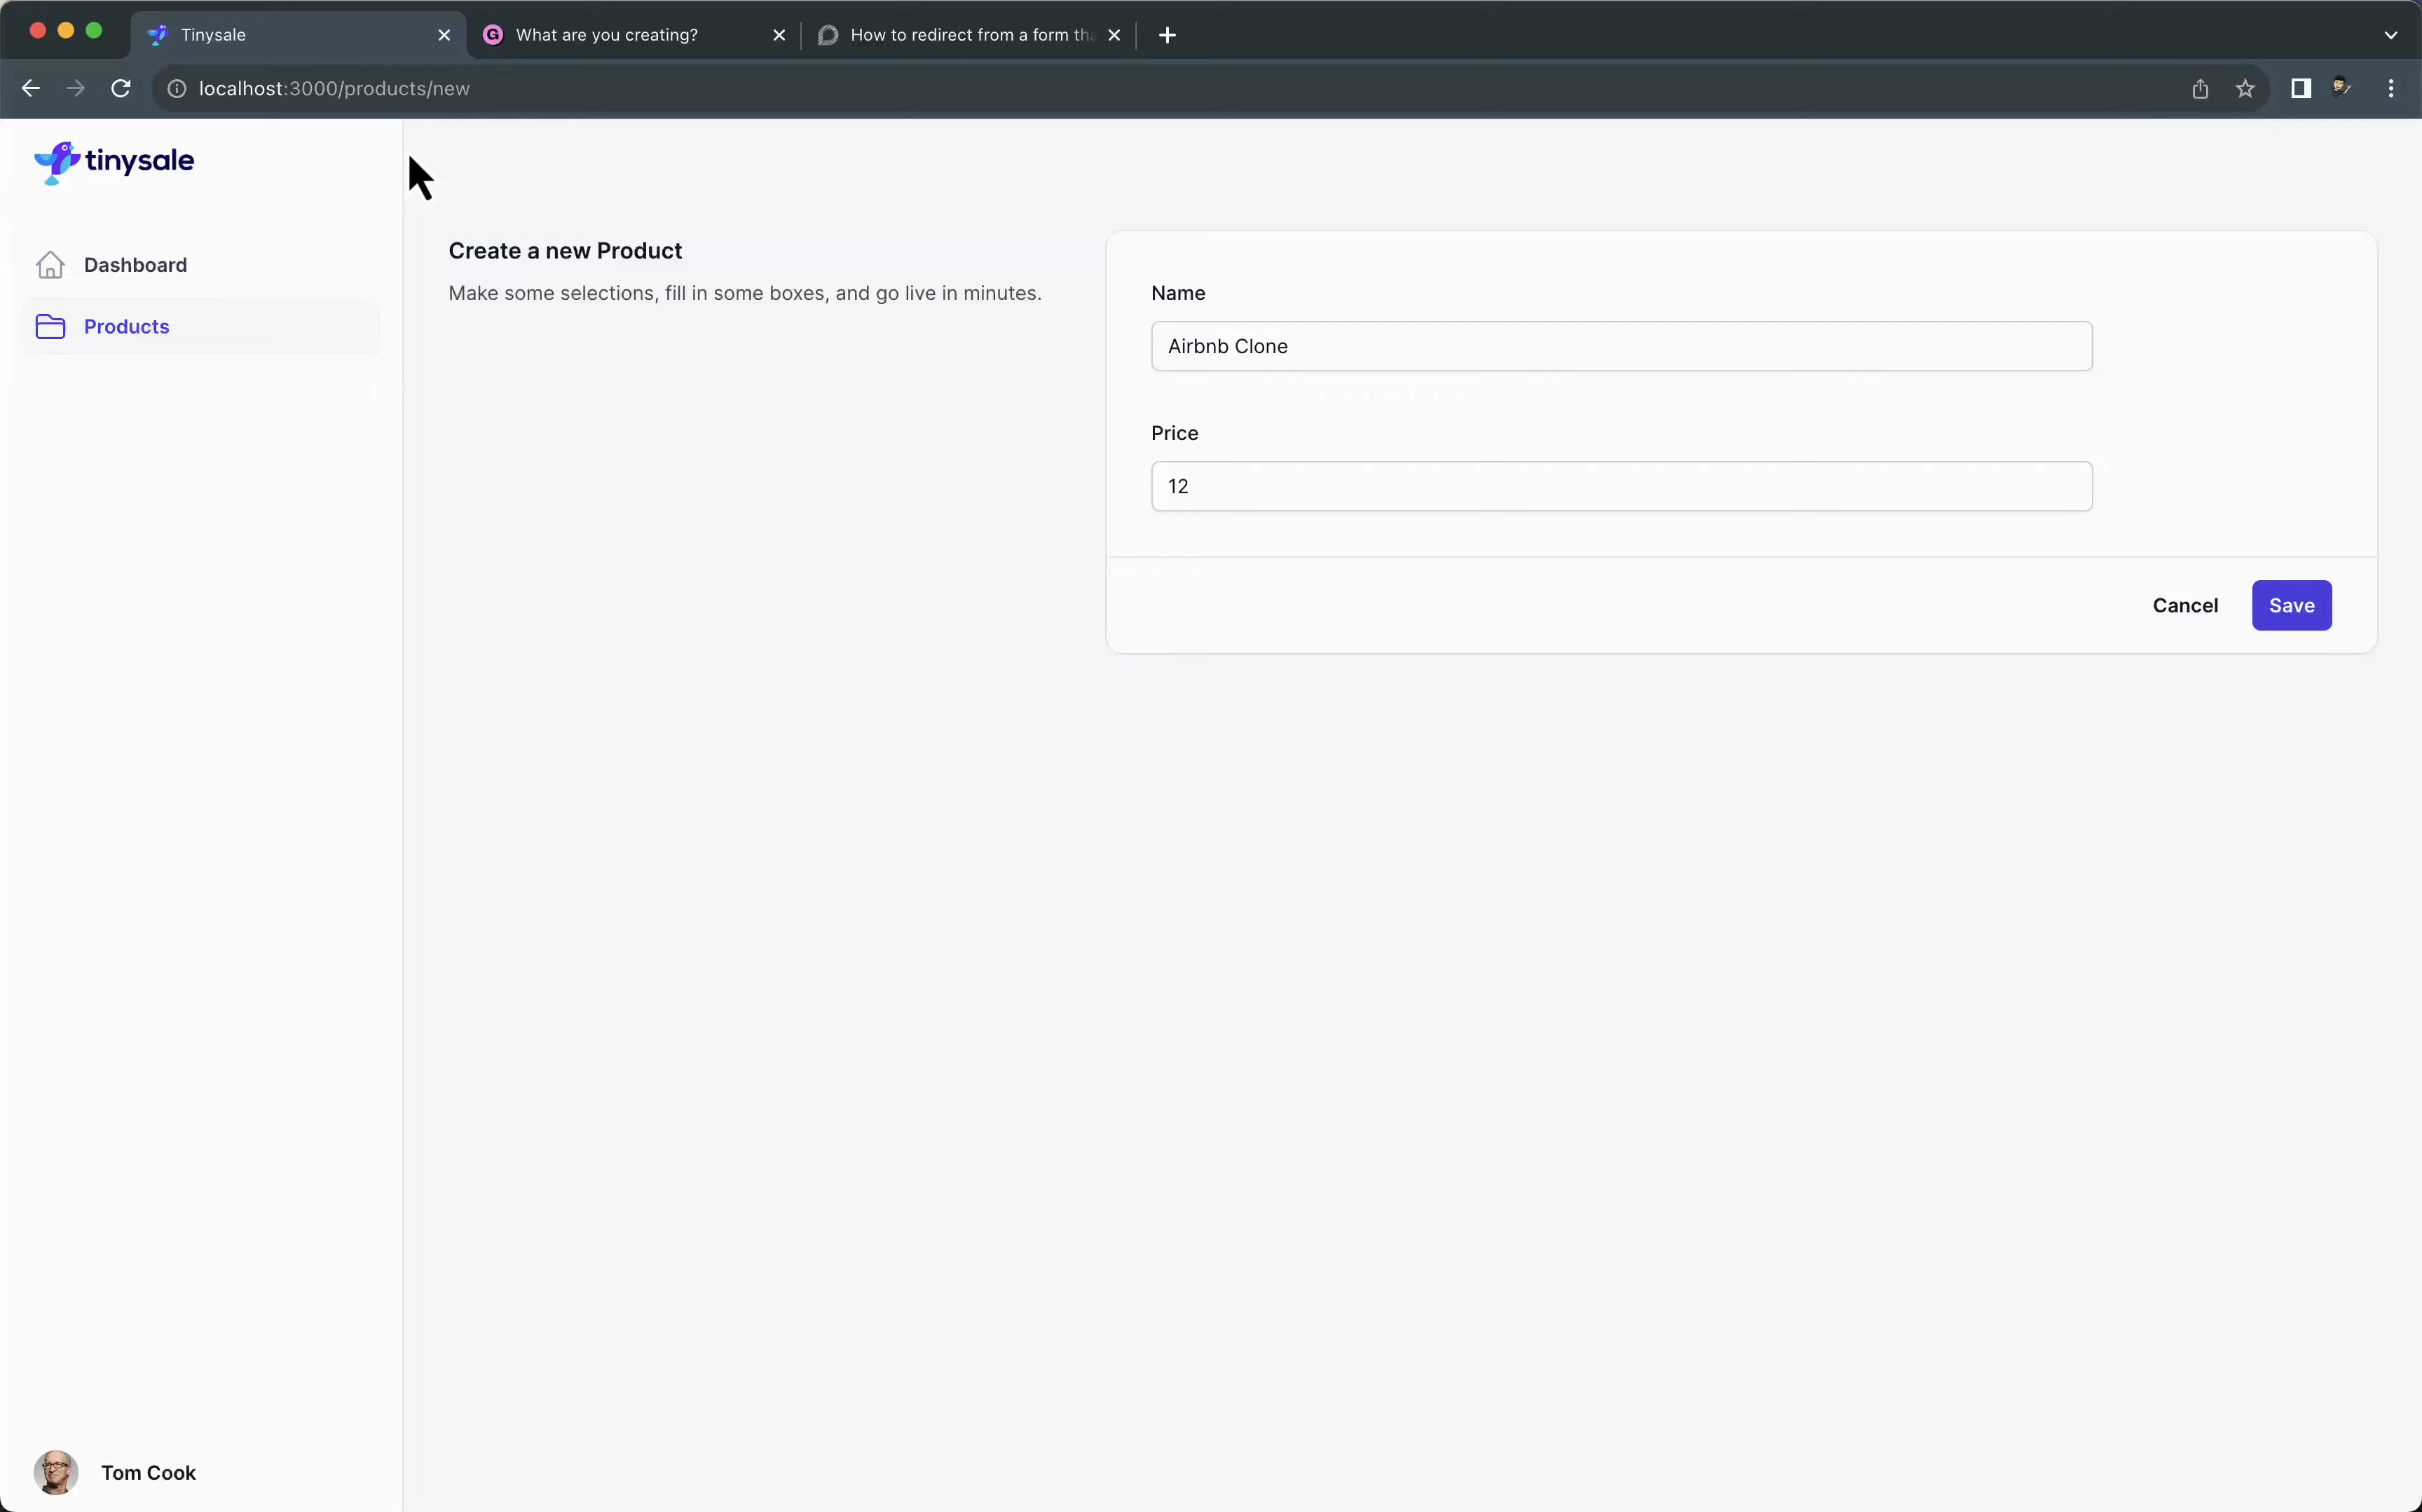 Tinysale
What are you creating?
How to redirect from a form tha
localhost:3000/products/new
tinysale
Dashboard
Products
Create a new Product
Make some selections, fill in some boxes, and go live in minutes.
Name
Airbnb Clone
Price
12
Cancel
Save
Tom Cook